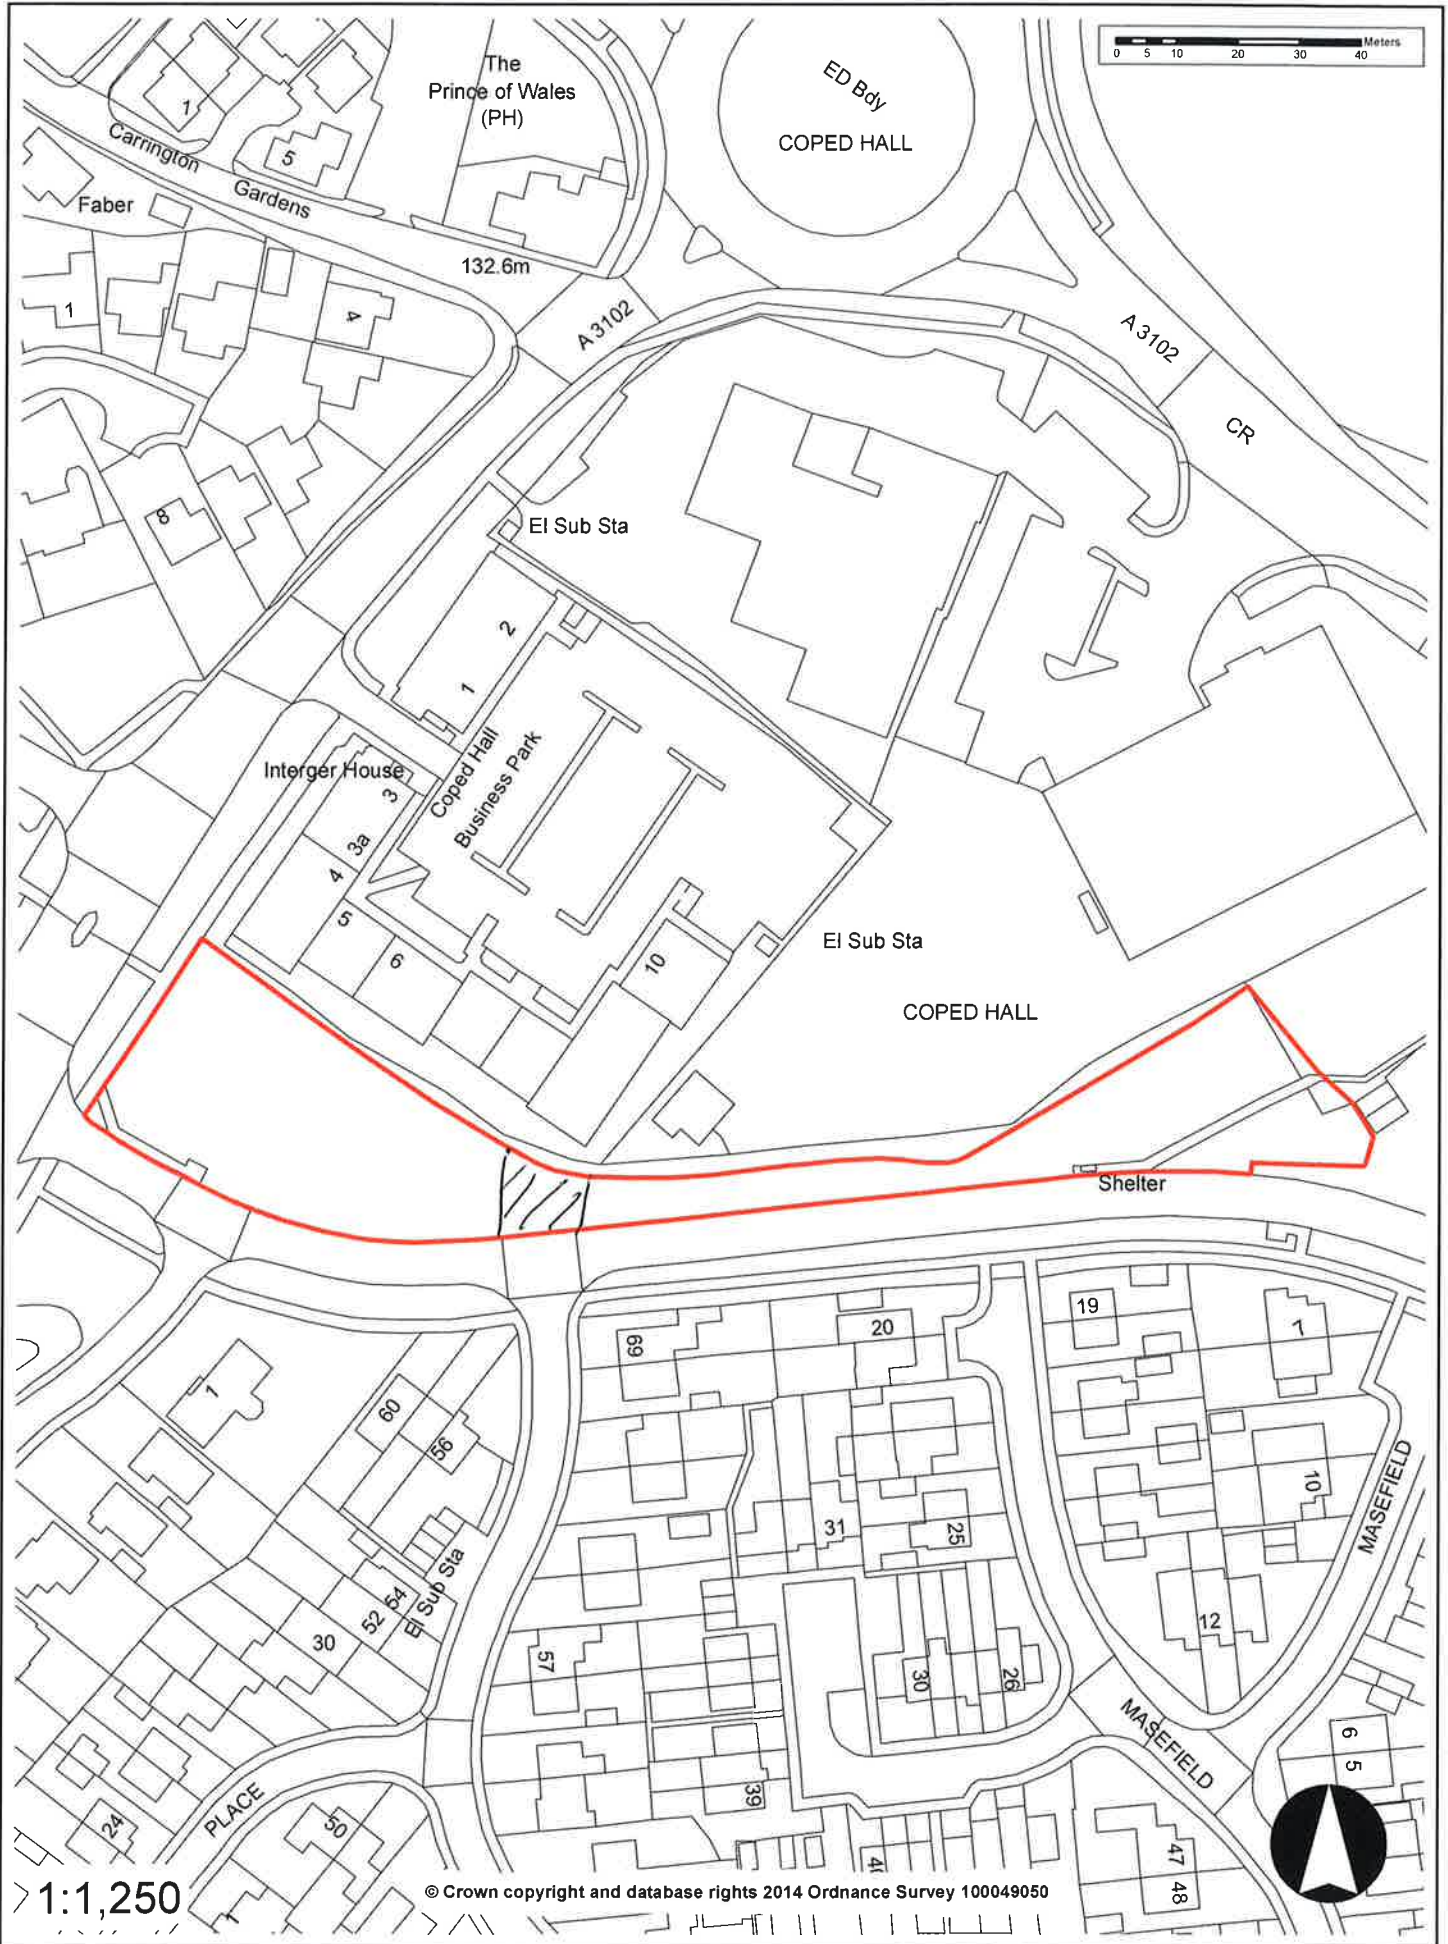 Meters
0 5 10 20 30 40
The
Prince of Wales
(PH)
ED Bdy
COPED HALL
1
Carrington
Gardens
5
Faber
132.6m
A 3102
A 3102
1
4
CR
8
El Sub Sta
2
1
Coped Hall
Business Park
Interger House
3
3a
4
5
6
10
El Sub Sta
COPED HALL
Shelter
19
7
69
20
1
60
56
10
MASEFIELD
31
25
El Sub Sta
54
52
30
12
57
30
26
MASEFIELD
6
5
PLACE
39
24
50
47
48
1
1:1,250
© Crown copyright and database rights 2014 Ordnance Survey 100049050